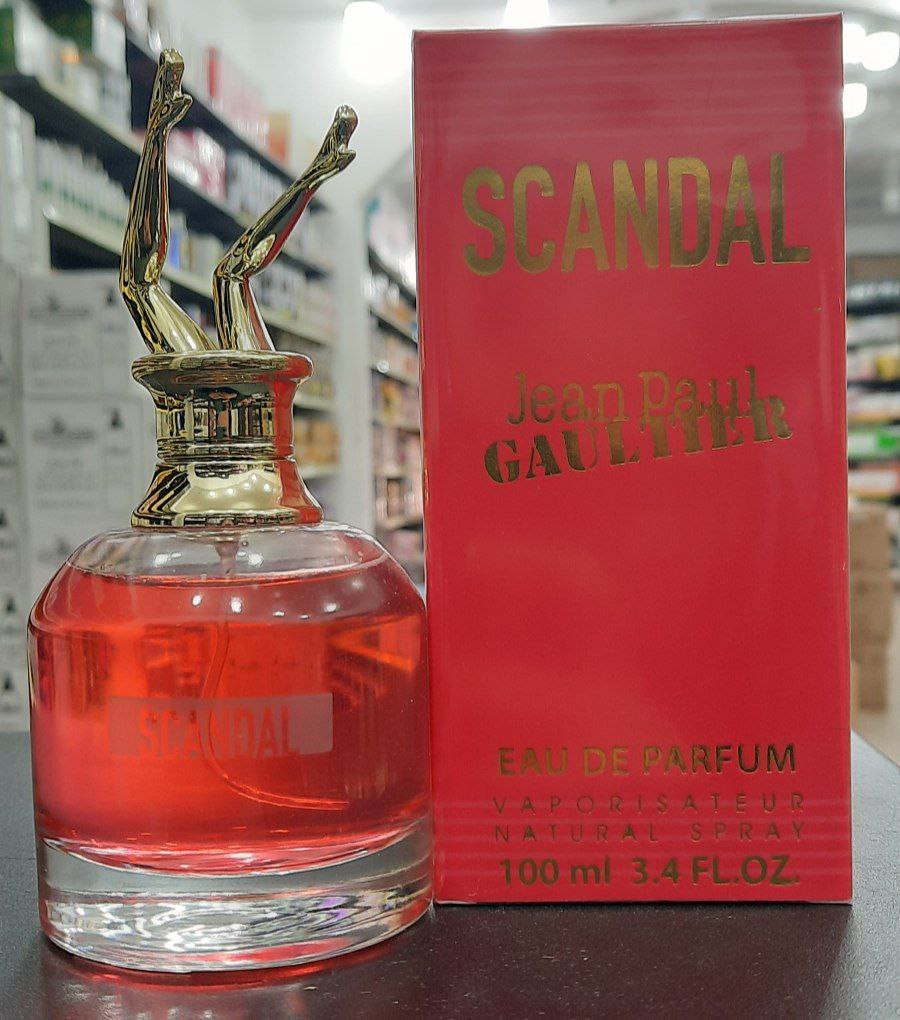 SCANDAL
Jean Paul
GAULTIER
EAU DE PARFUM
VAPORISATEUR
NATURAL SPRAY
100 ml 3.4 FL.OZ.
SCANDAL